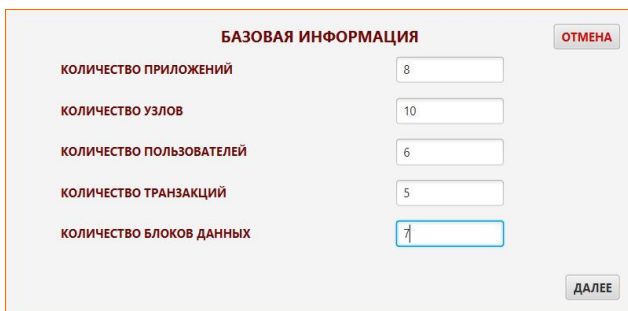 БАЗОВАЯ ИНФОРМАЦИЯ ОТМЕНА
КОЛИЧЕСТВО ПРИЛОЖЕНИЙ 8
КОЛИЧЕСТВО УЗЛОВ 10
КОЛИЧЕСТВО ПОЛЬЗОВАТЕЛЕЙ 6
КОЛИЧЕСТВО ТРАНЗАКЦИЙ 5
КОЛИЧЕСТВО БЛОКОВ ДАННЫХ 7
ДАЛЕЕ